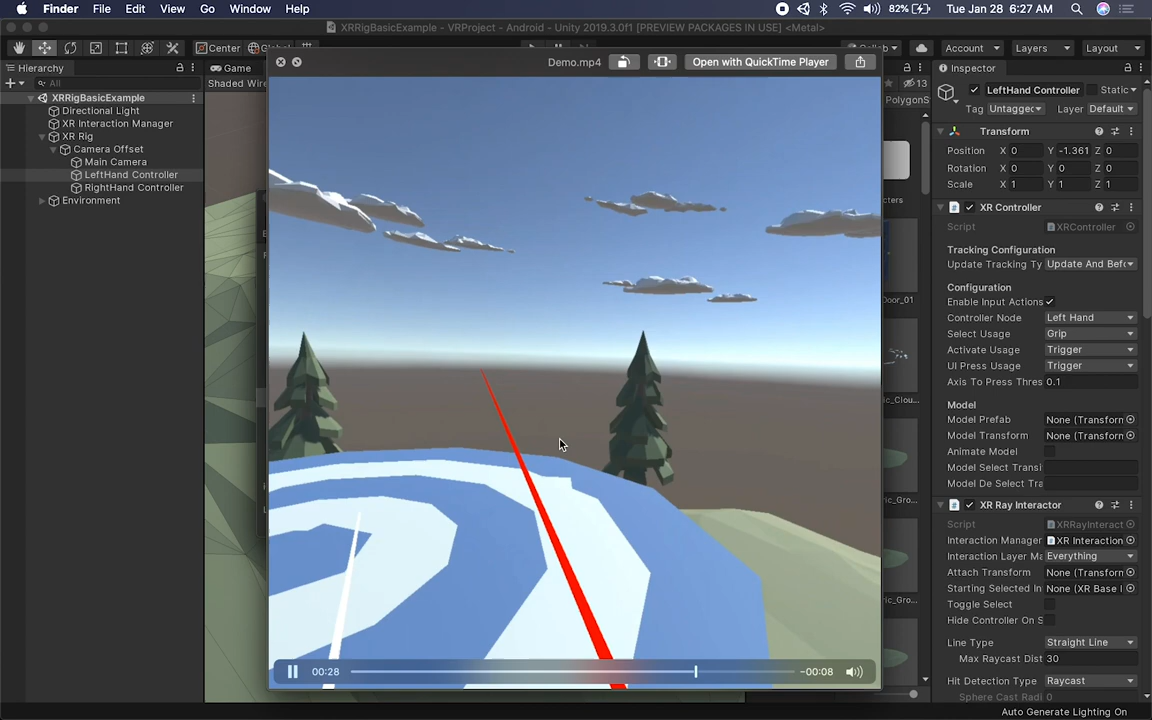 Finder File Edit View Go Window Help 82% Tue Jan 28 6:27 AM
XRRigBasicExample - VRProject - Android - Unity 2019.3.0f1 [PREVIEW PACKAGES IN USE] <Metal>
Center Account Layers Layout
Hierarchy
Game
All
Shaded
XRRigBasicExample
Directional Light
XR Interaction Manager
XR Rig
Camera Offset
Main Camera
LeftHand Controller
RightHand Controller
Environment
Demo.mp4 Open with QuickTime Player
00:28 -00:08
13
Inspector
LeftHand Controller Static
Tag Untagged Layer Default
Transform
Position X 0 Y -1.361 Z 0
Rotation X 0 Y 0 Z 0
Scale X 1 Y 1 Z 1
XR Controller
Script XRController
Tracking Configuration
Update Tracking Ty Update And Bef
Configuration
Enable Input Actions
Controller Node Left Hand
Select Usage Grip
Activate Usage Trigger
UI Press Usage Trigger
Axis To Press Thres 0.1
Model
Model Prefab None (Transform
Model Transform None (Transform
Animate Model
Model Select Transi
Model De Select Tra
XR Ray Interactor
Script XRRayInteract
Interaction Manager XR Interaction
Interaction Layer Ma Everything
Attach Transform None (Transform
Starting Selected In None (XR Base I
Toggle Select
Hide Controller On S
Line Type Straight Line
Max Raycast Dist 30
Hit Detection Type Raycast
Sphere Cast Radi 0
Auto Generate Lighting On